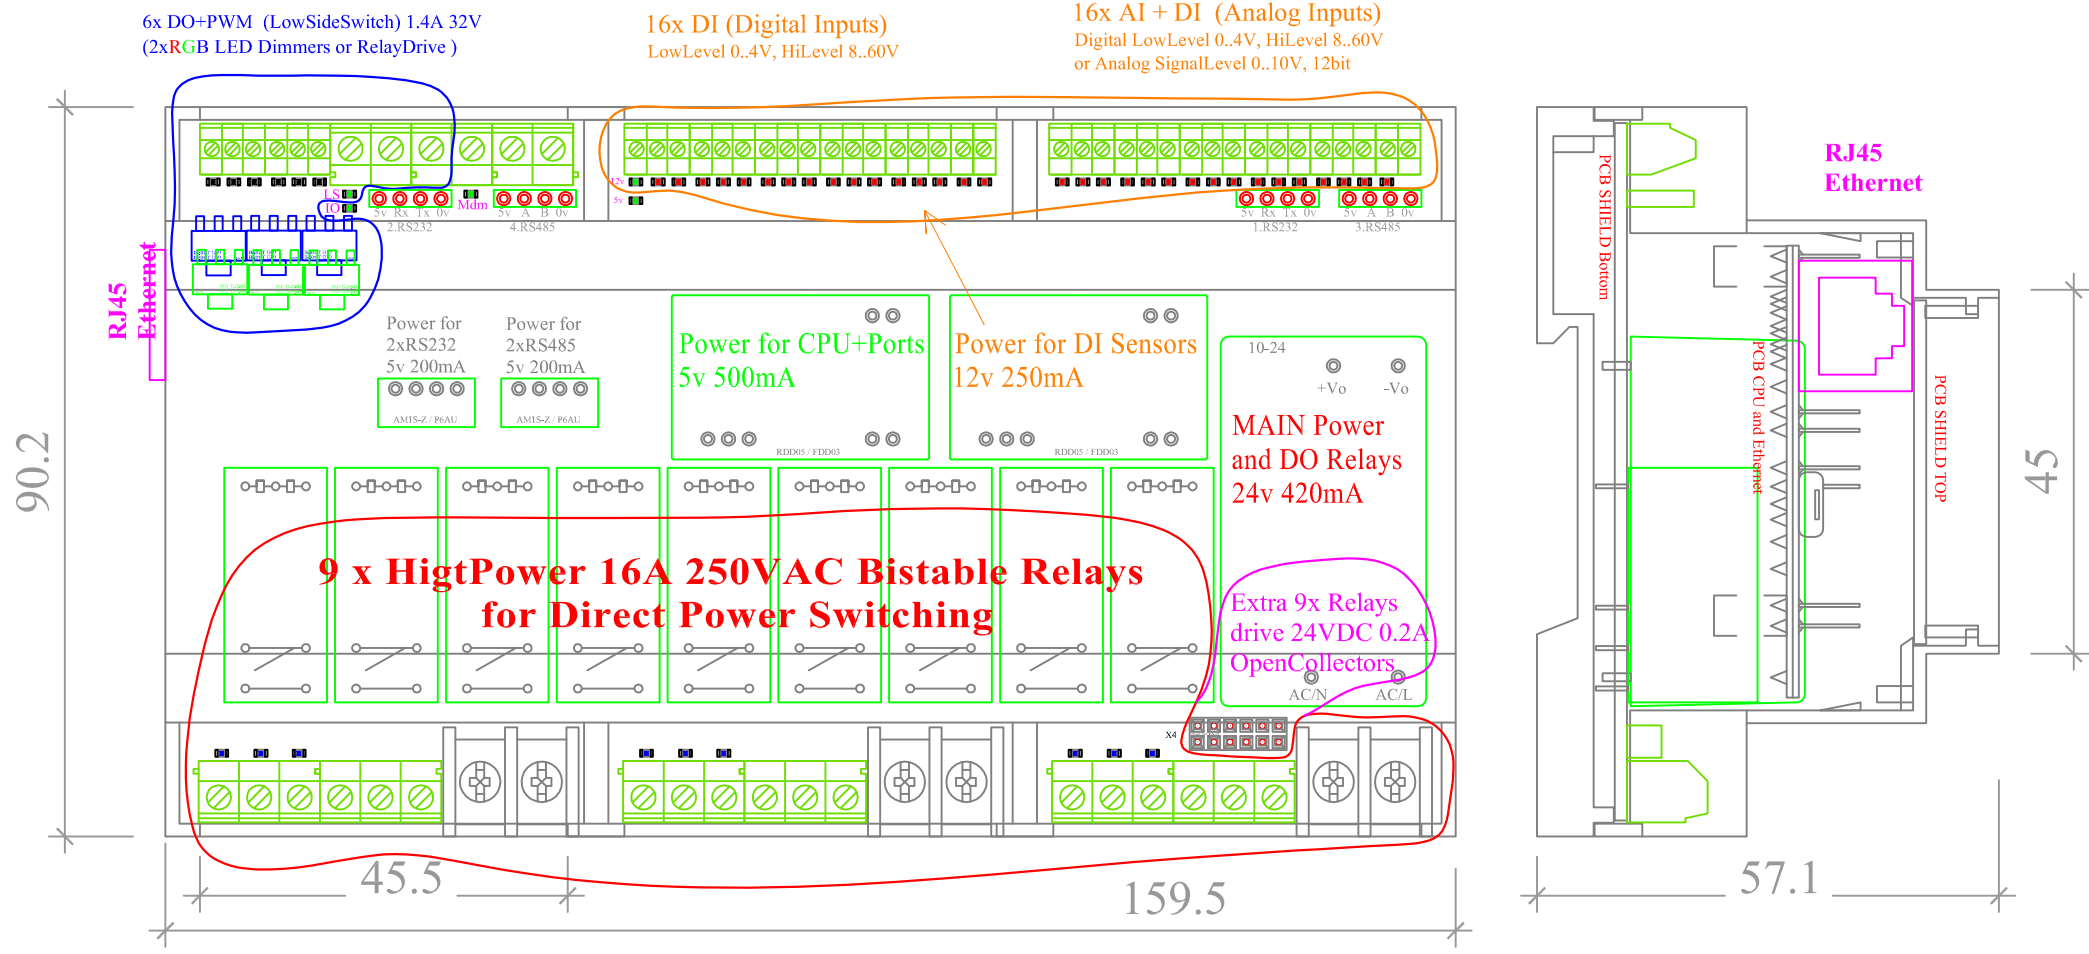 6x DO+PWM (LowSideSwitch) 1.4A 32V
(2xRGB LED Dimmers or RelayDrive )
16x DI (Digital Inputs)
LowLevel 0..4V, HiLevel 8..60V
16x AI + DI (Analog Inputs)
Digital LowLevel 0..4V, HiLevel 8..60V
or Analog SignalLevel 0..10V, 12bit
LS
IO
5v Rx Tx 0v
2.RS232
Mdm
5v A B 0v
4.RS485
12v
5v
5v Rx Tx 0v
1.RS232
5v A B 0v
3.RS485
RJ45
Ethernet
Power for
2xRS232
5v 200mA
AM1S-Z / P6AU
Power for
2xRS485
5v 200mA
AM1S-Z / P6AU
Power for CPU+Ports
5v 500mA
RDD05 / FDD03
Power for DI Sensors
12v 250mA
RDD05 / FDD03
10-24
+Vo
-Vo
MAIN Power
and DO Relays
24v 420mA
9 x HigtPower 16A 250VAC Bistable Relays
for Direct Power Switching
Extra 9x Relays
drive 24VDC 0.2A
OpenCollectors
AC/N
AC/L
X4
90.2
45.5
159.5
PCB SHIELD Bottom
RJ45
Ethernet
PCB CPU and Ethernet
PCB SHIELD TOP
45
57.1